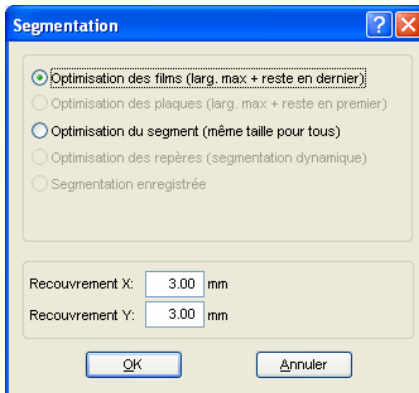 Segmentation
Optimisation des films (larg. max + reste en dernier)
Optimisation des plaques (larg. max + reste en premier)
Optimisation du segment (même taille pour tous)
Optimisation des repères (segmentation dynamique)
Segmentation enregistrée
Recouvrement X: 3.00 mm
Recouvrement Y: 3.00 mm
OK Annuler